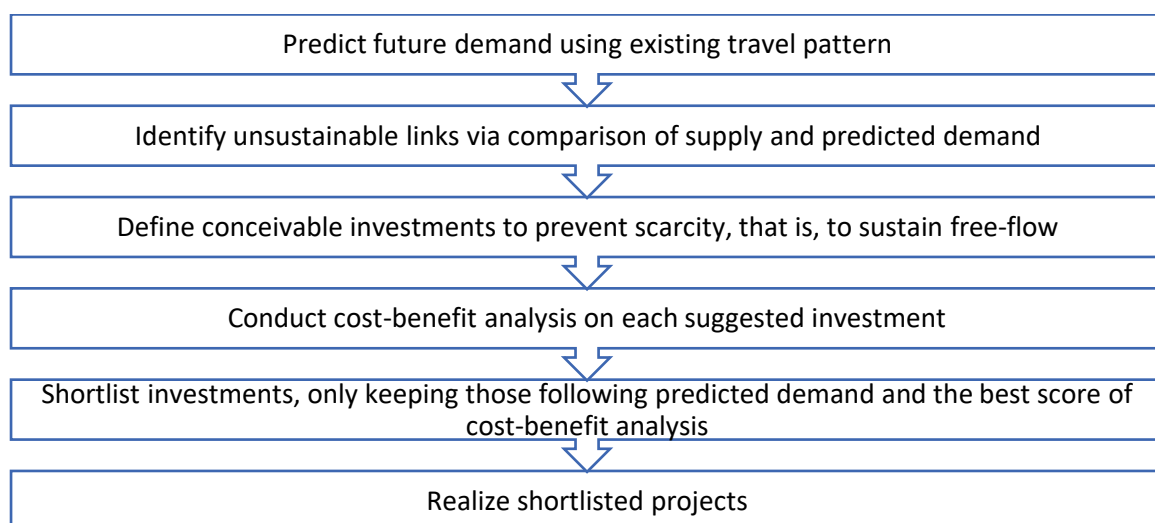 Predict future demand using existing travel pattern
Identify unsustainable links via comparison of supply and predicted demand
Define conceivable investments to prevent scarcity, that is, to sustain free-flow
Conduct cost-benefit analysis on each suggested investment
Shortlist investments, only keeping those following predicted demand and the best score of
cost-benefit analysis
Realize shortlisted projects